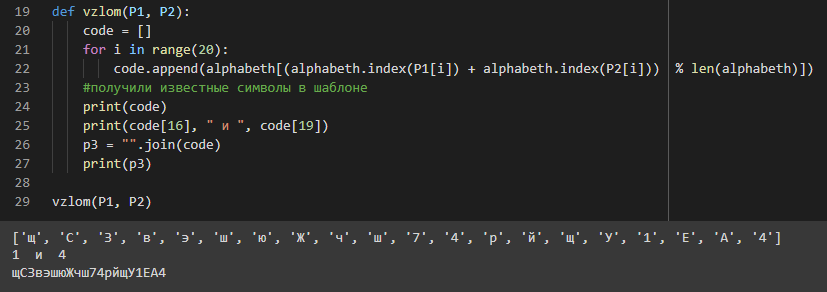 19 def vzlom(P1, P2):
20 code = []
21 for i in range(20):
22 code.append(alphabeth[(alphabeth.index(P1[i]) + alphabeth.index(P2[i])) % len(alphabeth)])
23 #получили известные символы в шаблоне
24 print(code)
25 print(code[16], " и ", code[19])
26 p3 = "".join(code)
27 print(p3)
28
29 vzlom(P1, P2)
['щ', 'С', 'З', 'в', 'э', 'ш', 'ю', 'Ж', 'ч', 'ш', '7', '4', 'р', 'й', 'щ', 'У', '1', 'Е', 'А', '4']
1 и 4
щСЗвэшюЖчш74рйщУ1ЕА4